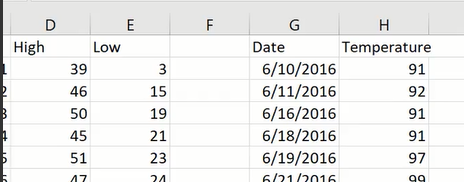 D E F G H
High Low Date Temperature
39 3 6/10/2016 91
46 15 6/11/2016 92
50 19 6/16/2016 91
45 21 6/18/2016 91
51 23 6/19/2016 97
47 24 6/21/2016 99